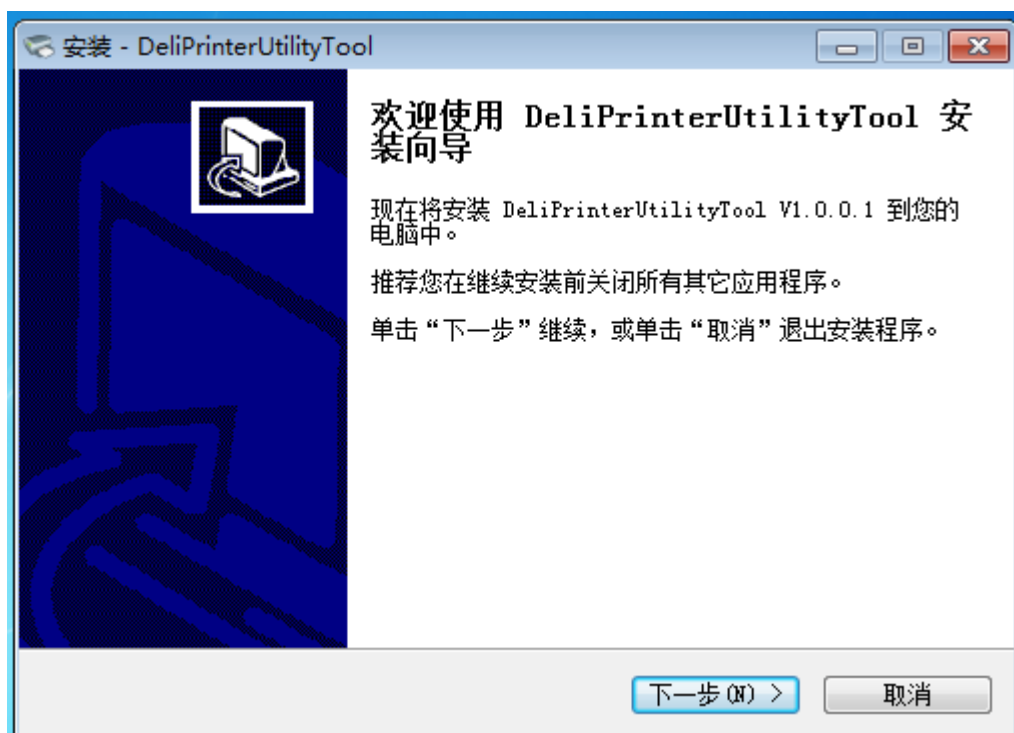 安装 - DeliPrinterUtilityTool
欢迎使用 DeliPrinterUtilityTool 安
装向导
现在将安装 DeliPrinterUtilityTool V1.0.0.1 到您的
电脑中。
推荐您在继续安装前关闭所有其它应用程序。
单击“下一步”继续，或单击“取消”退出安装程序。
下一步(N) >
取消